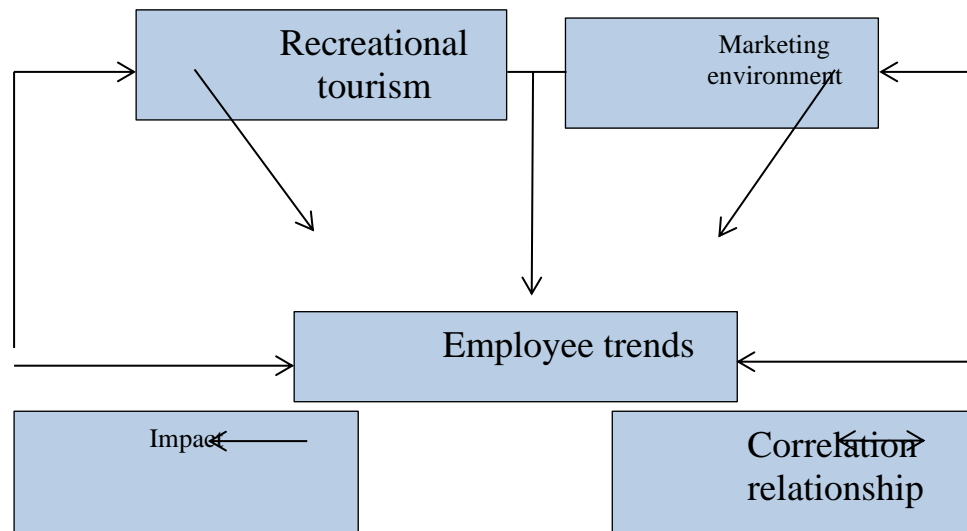 Recreational
tourism
Marketing
environment
Employee trends
Impact
Correlation
relationship